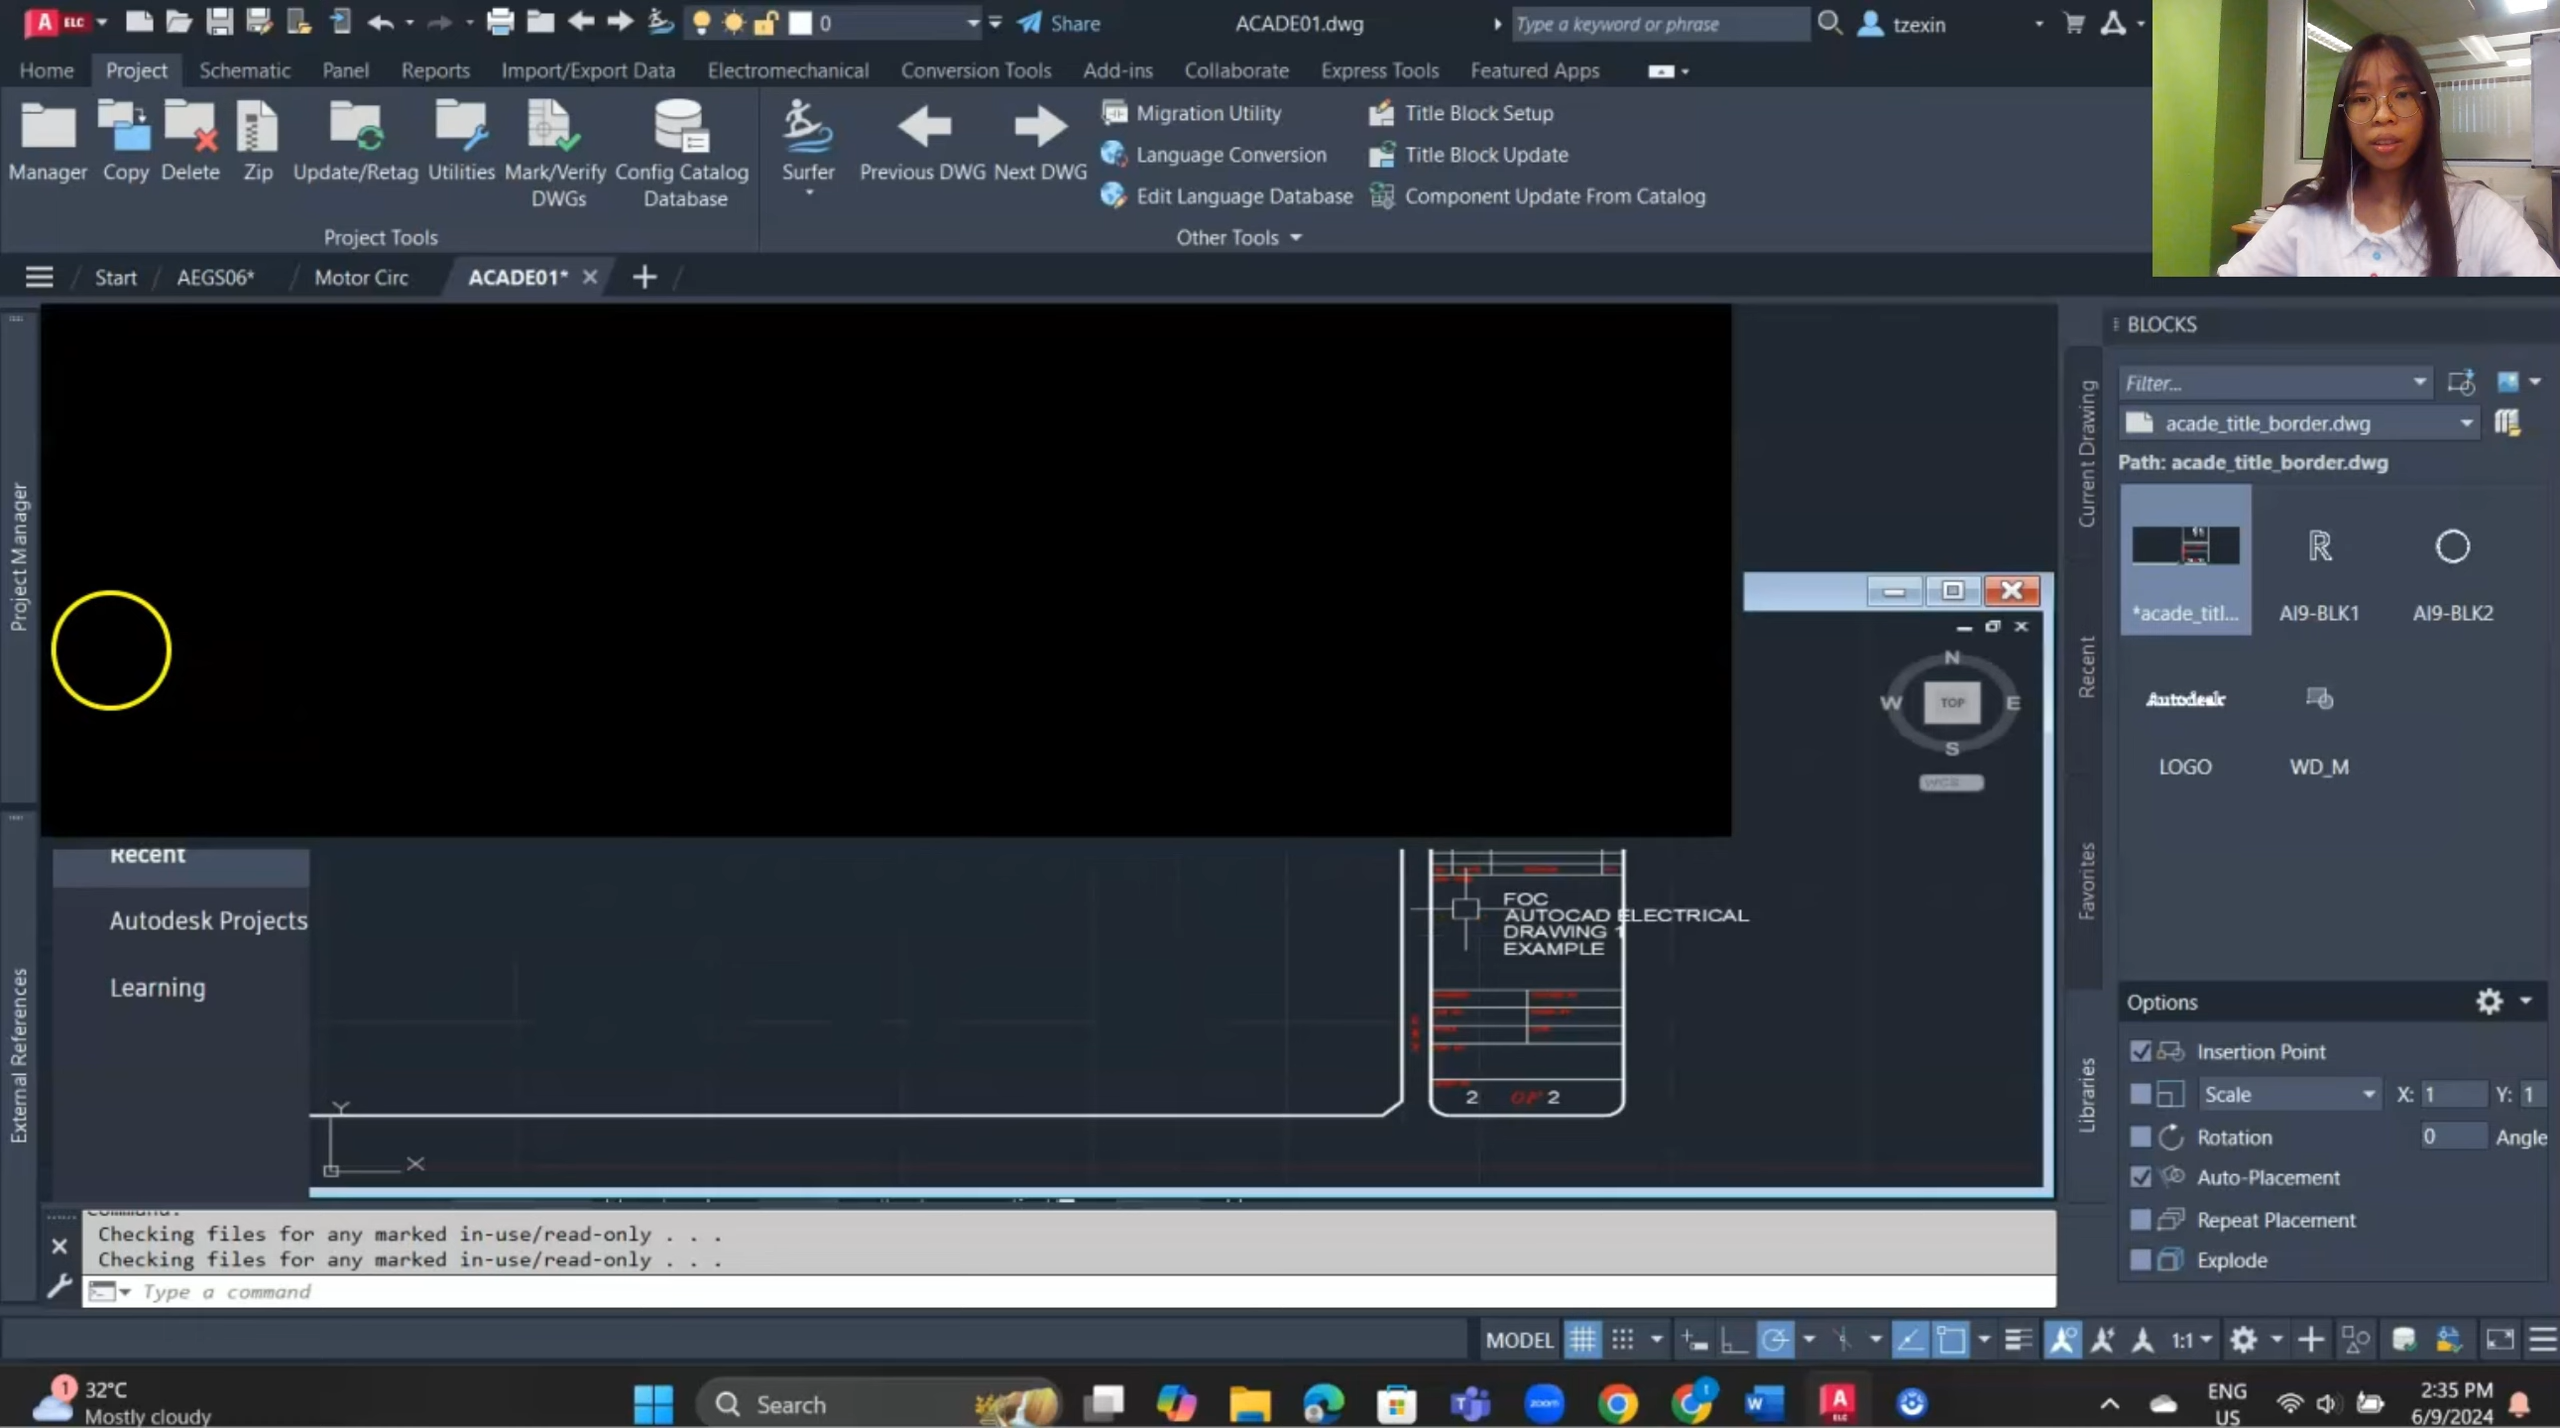 A ELC
0
Share
ACADE01.dwg
Type a keyword or phrase
tzexin
Home Project Schematic Panel Reports Import/Export Data Electromechanical Conversion Tools Add-ins Collaborate Express Tools Featured Apps
Manager Copy Delete Zip Update/Retag Utilities Mark/Verify DWGs Config Catalog Database
Surfer Previous DWG Next DWG
Migration Utility
Language Conversion
Edit Language Database
Title Block Setup
Title Block Update
Component Update From Catalog
Project Tools
Other Tools
Start AEGS06* Motor Circ ACADE01*
Project Manager
External References
Recent
Autodesk Projects
Learning
N
W TOP E
S
WCS
FOC
AUTOCAD ELECTRICAL
DRAWING 1
EXAMPLE
2 OF 2
Y
X
Command:
Checking files for any marked in-use/read-only . . .
Checking files for any marked in-use/read-only . . .
Type a command
BLOCKS
Current Drawing
Recent
Favorites
Libraries
Filter...
acade_title_border.dwg
Path: acade_title_border.dwg
R
*acade_titl... AI9-BLK1 AI9-BLK2
Autodesk
LOGO WD_M
Options
Insertion Point
Scale X: 1 Y: 1
Rotation 0 Angle
Auto-Placement
Repeat Placement
Explode
MODEL 1:1
1
32°C
Mostly cloudy
Search
zoom
ENG
US
2:35 PM
6/9/2024